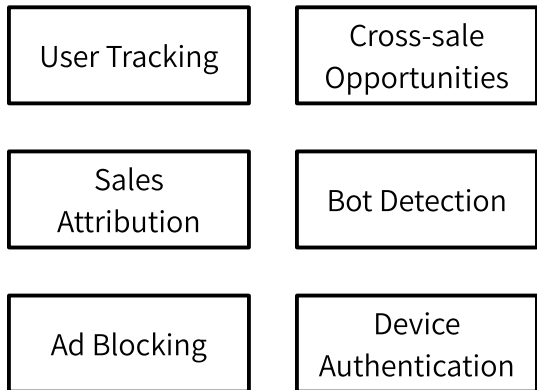 User Tracking
Cross-sale
Opportunities
Sales
Attribution
Bot Detection
Ad Blocking
Device
Authentication